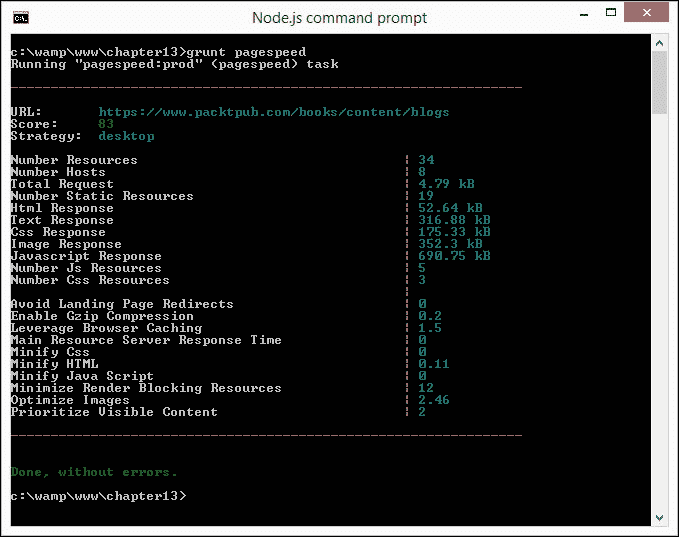 Node.js command prompt
c:\wamp\www\chapter13>grunt pagespeed
Running "pagespeed:prod" (pagespeed) task
URL: https://www.packtpub.com/books/content/blogs
Score: 83
Strategy: desktop
Number Resources | 34
Number Hosts | 8
Total Request | 4.79 kB
Number Static Resources | 19
Html Response | 52.64 kB
Text Response | 316.88 kB
Css Response | 175.33 kB
Image Response | 352.3 kB
Javascript Response | 690.75 kB
Number Js Resources | 5
Number Css Resources | 3
|
Avoid Landing Page Redirects | 0
Enable Gzip Compression | 0.2
Leverage Browser Caching | 1.5
Main Resource Server Response Time | 0
Minify Css | 0
Minify HTML | 0.11
Minify Java Script | 0
Minimize Render Blocking Resources | 12
Optimize Images | 2.46
Prioritize Visible Content | 2
Done, without errors.
c:\wamp\www\chapter13>